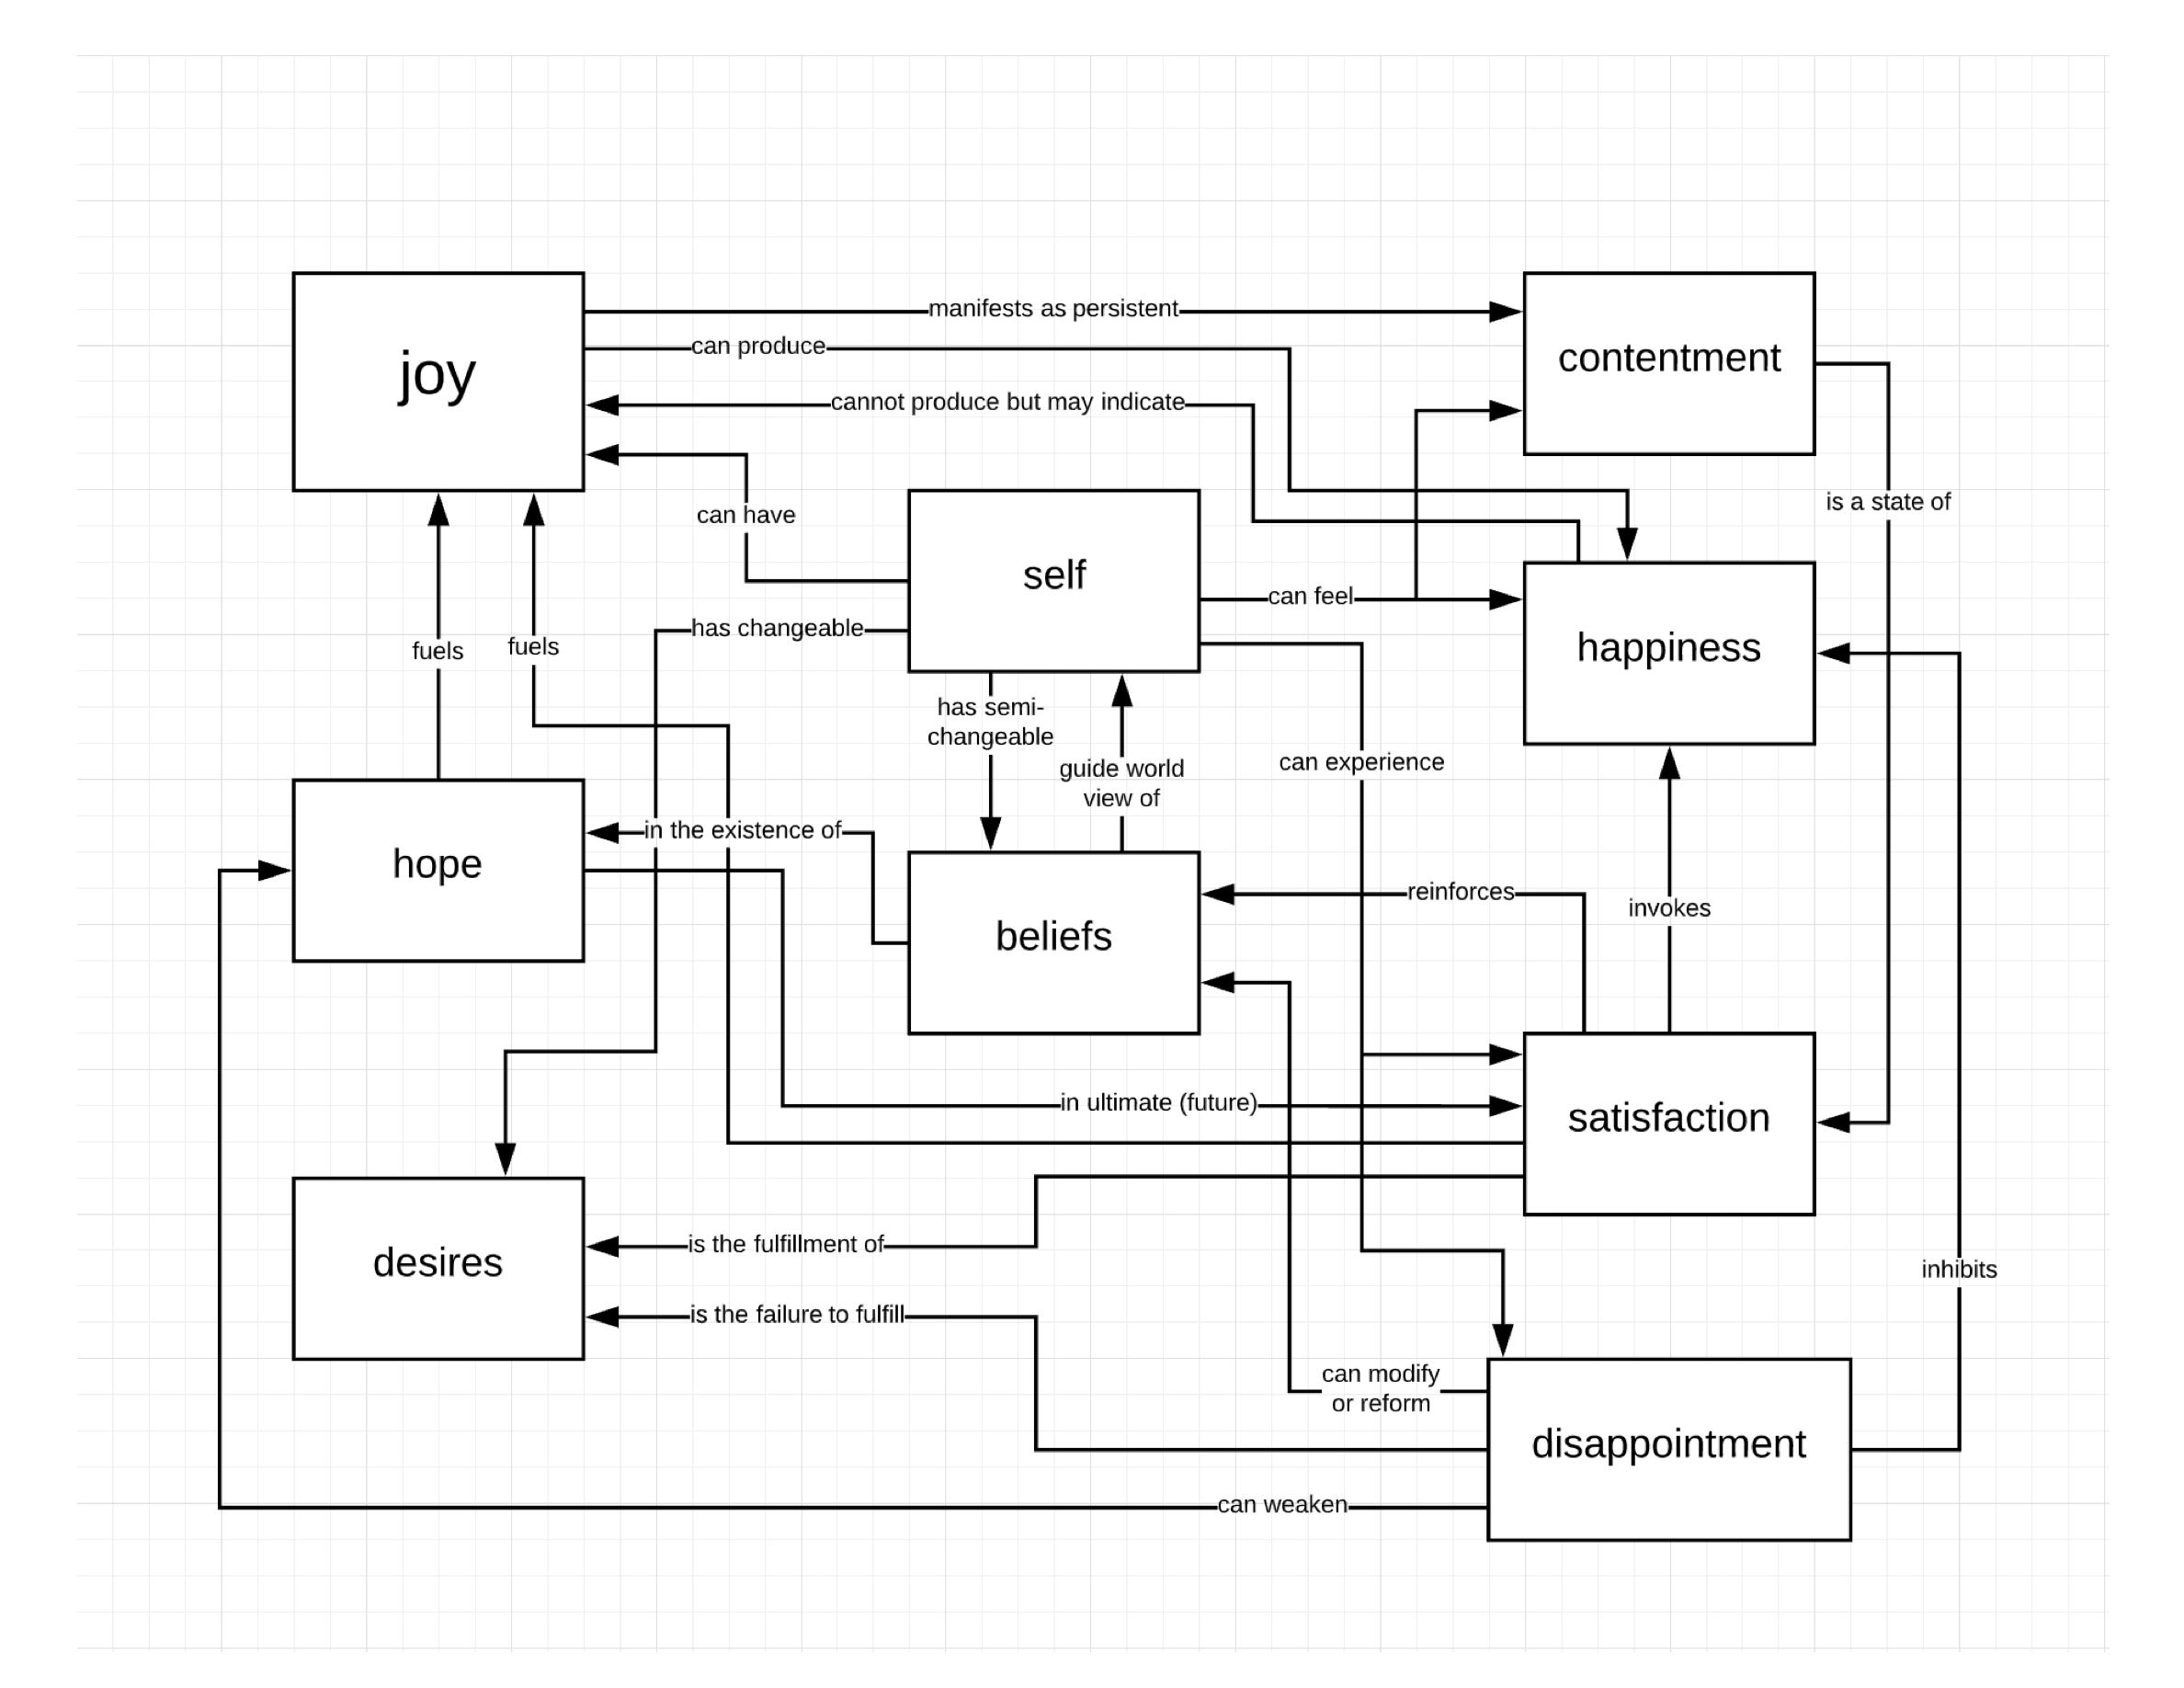 manifests as persistent
can produce
joy
contentment
cannot produce but may indicate
is a state of
can have
self
can feel
has changeable
happiness
fuels
fuels
has semi-
changeable
guide world
view of
can experience
in the existence of
hope
reinforces
invokes
beliefs
in ultimate (future)
satisfaction
is the fulfillment of
desires
inhibits
is the failure to fulfill
can modify
or reform
disappointment
can weaken